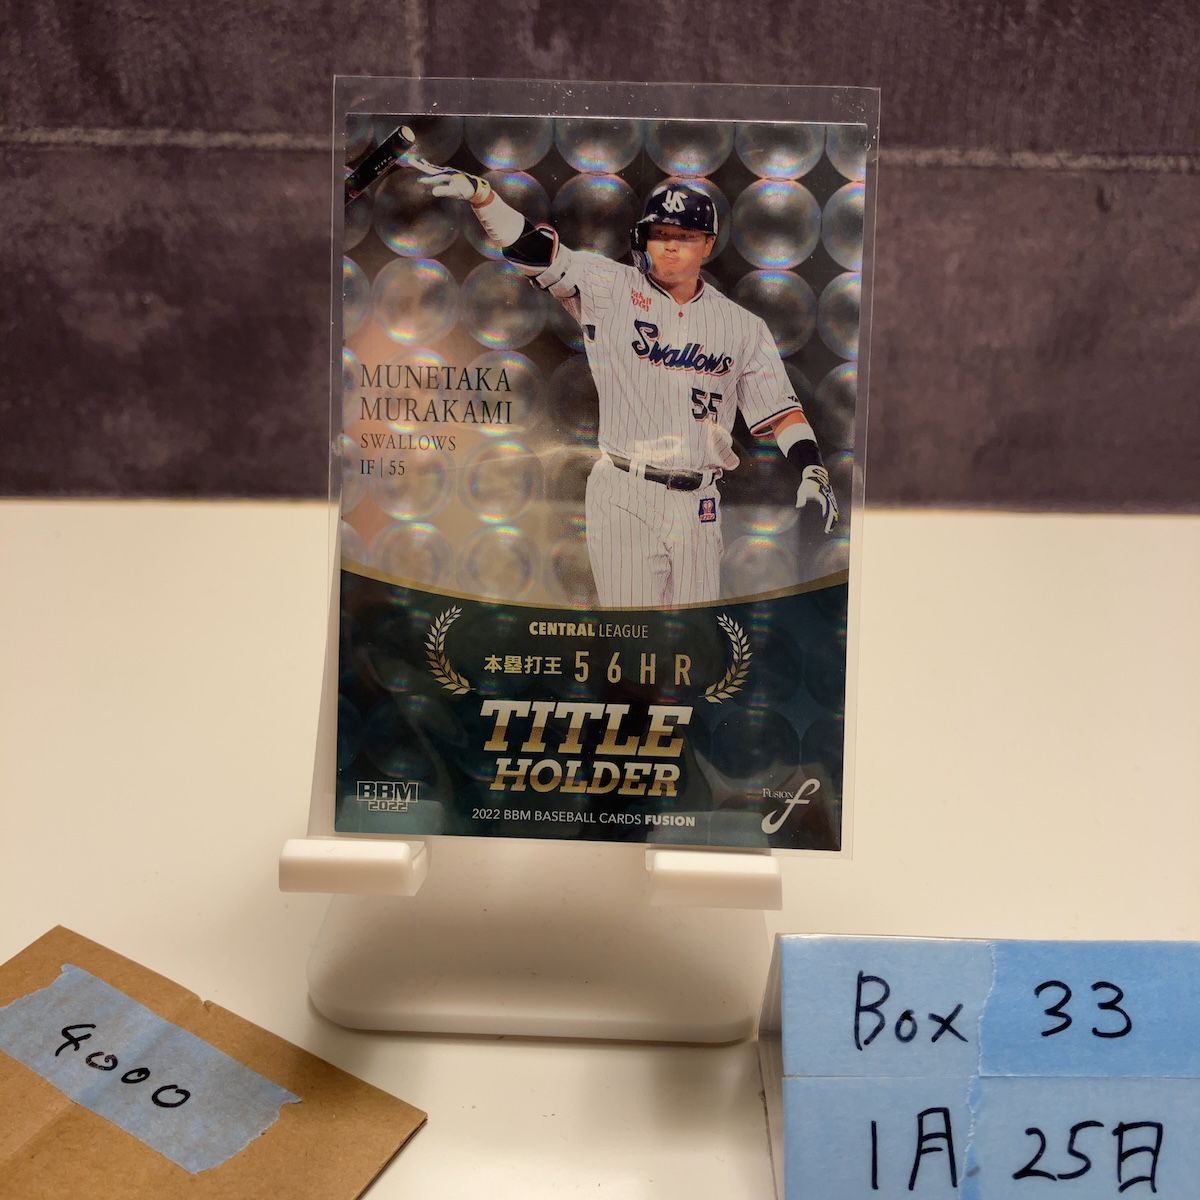 MUNETAKA
MURAKAMI
SWALLOWS
IF | 55
Swallows
55
CENTRAL LEAGUE
本塁打王 56HR
TITLE
HOLDER
BBM
2022
2022 BBM BASEBALL CARDS FUSION
FUSION f
4000
Box 33
1月 25日